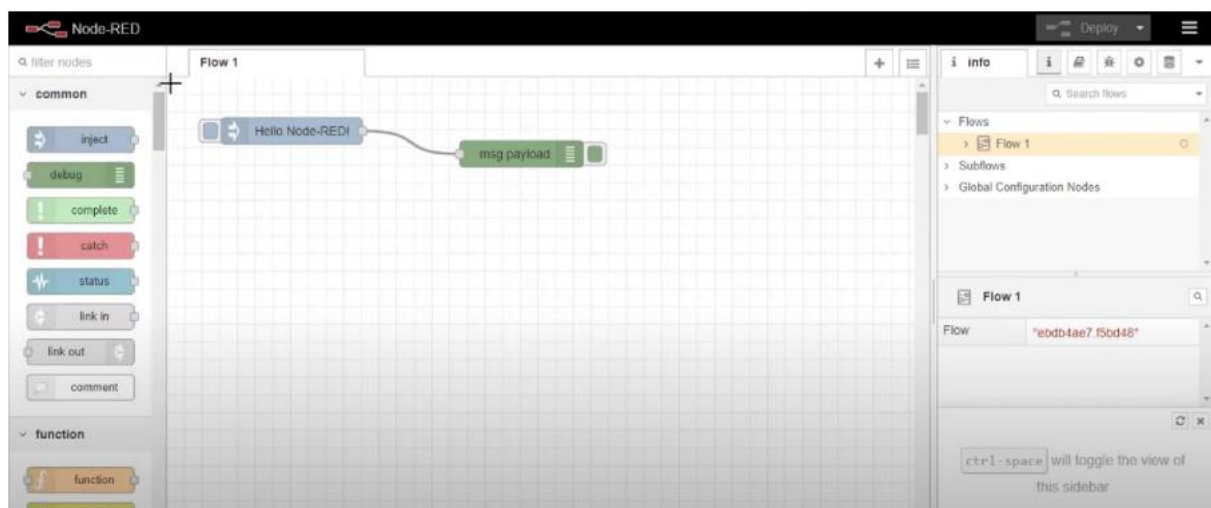 Node-RED
Deploy
filter nodes
Flow 1
i info
i
Search flows
common
Flows
Hello Node-RED!
inject
Flow 1
msg.payload
debug
Subflows
Global Configuration Nodes
complete
catch
status
Flow 1
link in
Flow
"ebdb4ae7.f5bd48"
link out
comment
function
ctrl-space will toggle the view of
this sidebar
function